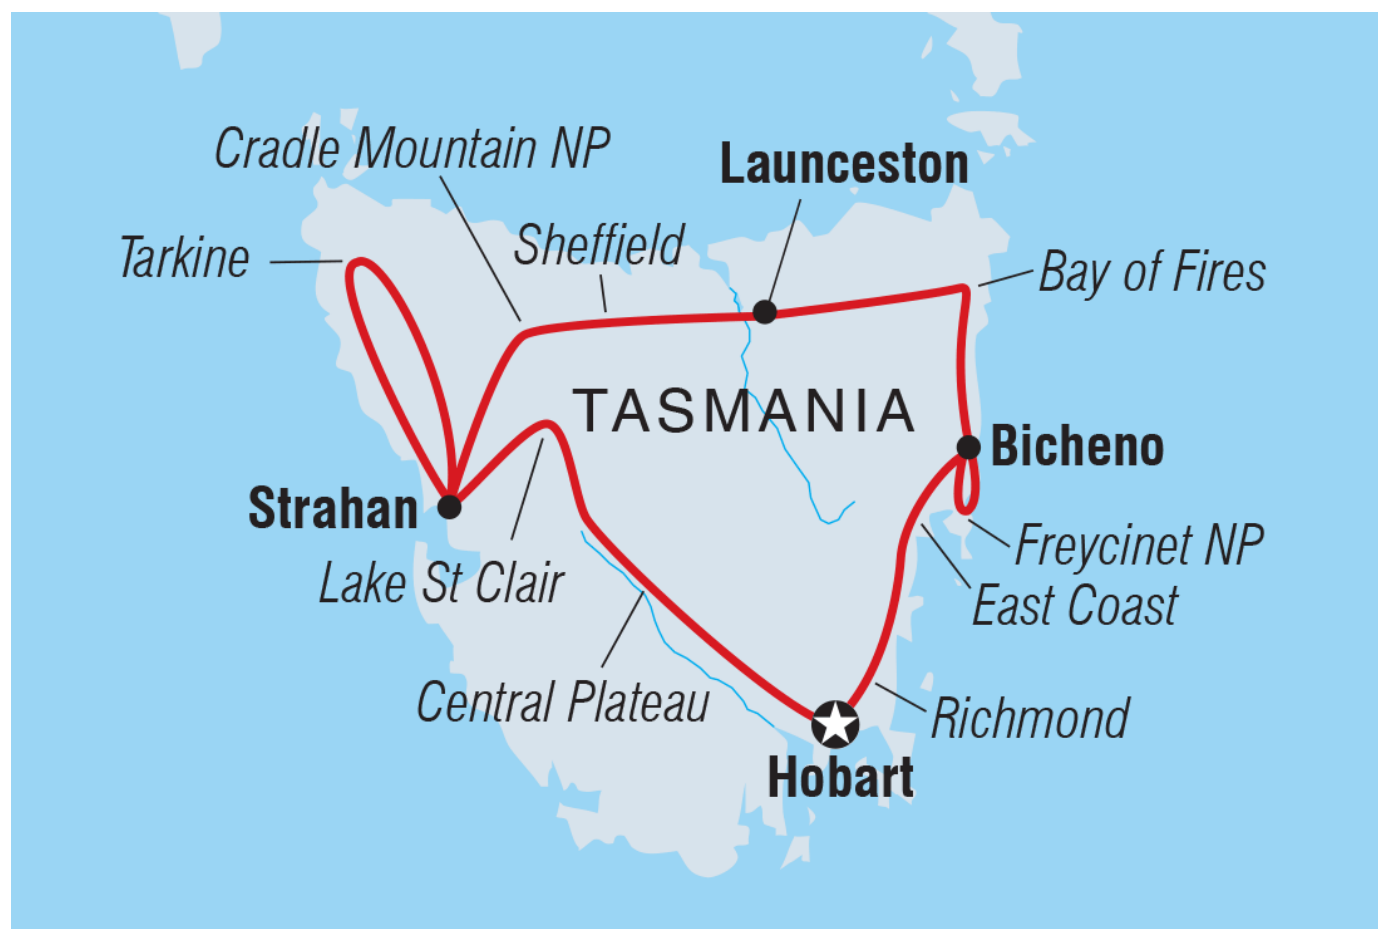 Cradle Mountain NP
Launceston
Tarkine
Sheffield
Bay of Fires
TASMANIA
Bicheno
Strahan
Freycinet NP
Lake St Clair
East Coast
Central Plateau
Richmond
Hobart